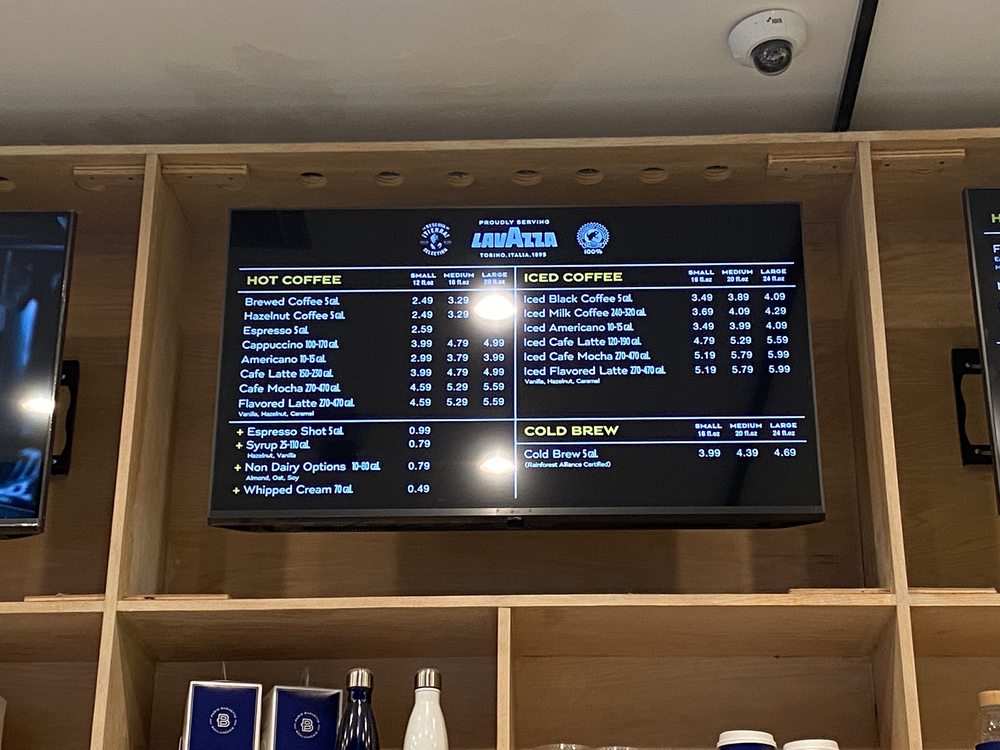 PROUDLY SERVING
LAVAZZA
TORINO, ITALIA, 1895
¡TIERRA!
SELECTION
100%
HOT COFFEE SMALL MEDIUM LARGE
12 fl.oz 16 fl.oz 20 fl.oz
Brewed Coffee 5 cal. 2.49 3.29
Hazelnut Coffee 5 cal. 2.49 3.29
Espresso 5 cal. 2.59
Cappuccino 100-170 cal. 3.99 4.79 4.99
Americano 10-15 cal. 2.99 3.79 3.99
Cafe Latte 150-230 cal. 3.99 4.79 4.99
Cafe Mocha 270-470 cal. 4.59 5.29 5.59
Flavored Latte 270-470 cal. 4.59 5.29 5.59
Vanilla, Hazelnut, Caramel
+ Espresso Shot 5 cal. 0.99
+ Syrup 25-110 cal. 0.79
Hazelnut, Vanilla
+ Non Dairy Options 10-80 cal. 0.79
Almond, Oat, Soy
+ Whipped Cream 70 cal. 0.49
ICED COFFEE SMALL MEDIUM LARGE
16 fl.oz 20 fl.oz 24 fl.oz
Iced Black Coffee 5 cal. 3.49 3.89 4.09
Iced Milk Coffee 240-320 cal. 3.69 4.09 4.29
Iced Americano 10-15 cal. 3.49 3.99 4.09
Iced Cafe Latte 120-190 cal. 4.79 5.29 5.59
Iced Cafe Mocha 270-470 cal. 5.19 5.79 5.99
Iced Flavored Latte 270-470 cal. 5.19 5.79 5.99
Vanilla, Hazelnut, Caramel
COLD BREW SMALL MEDIUM LARGE
16 fl.oz 20 fl.oz 24 fl.oz
Cold Brew 5 cal. 3.99 4.39 4.69
(Rainforest Alliance Certified)
B
B